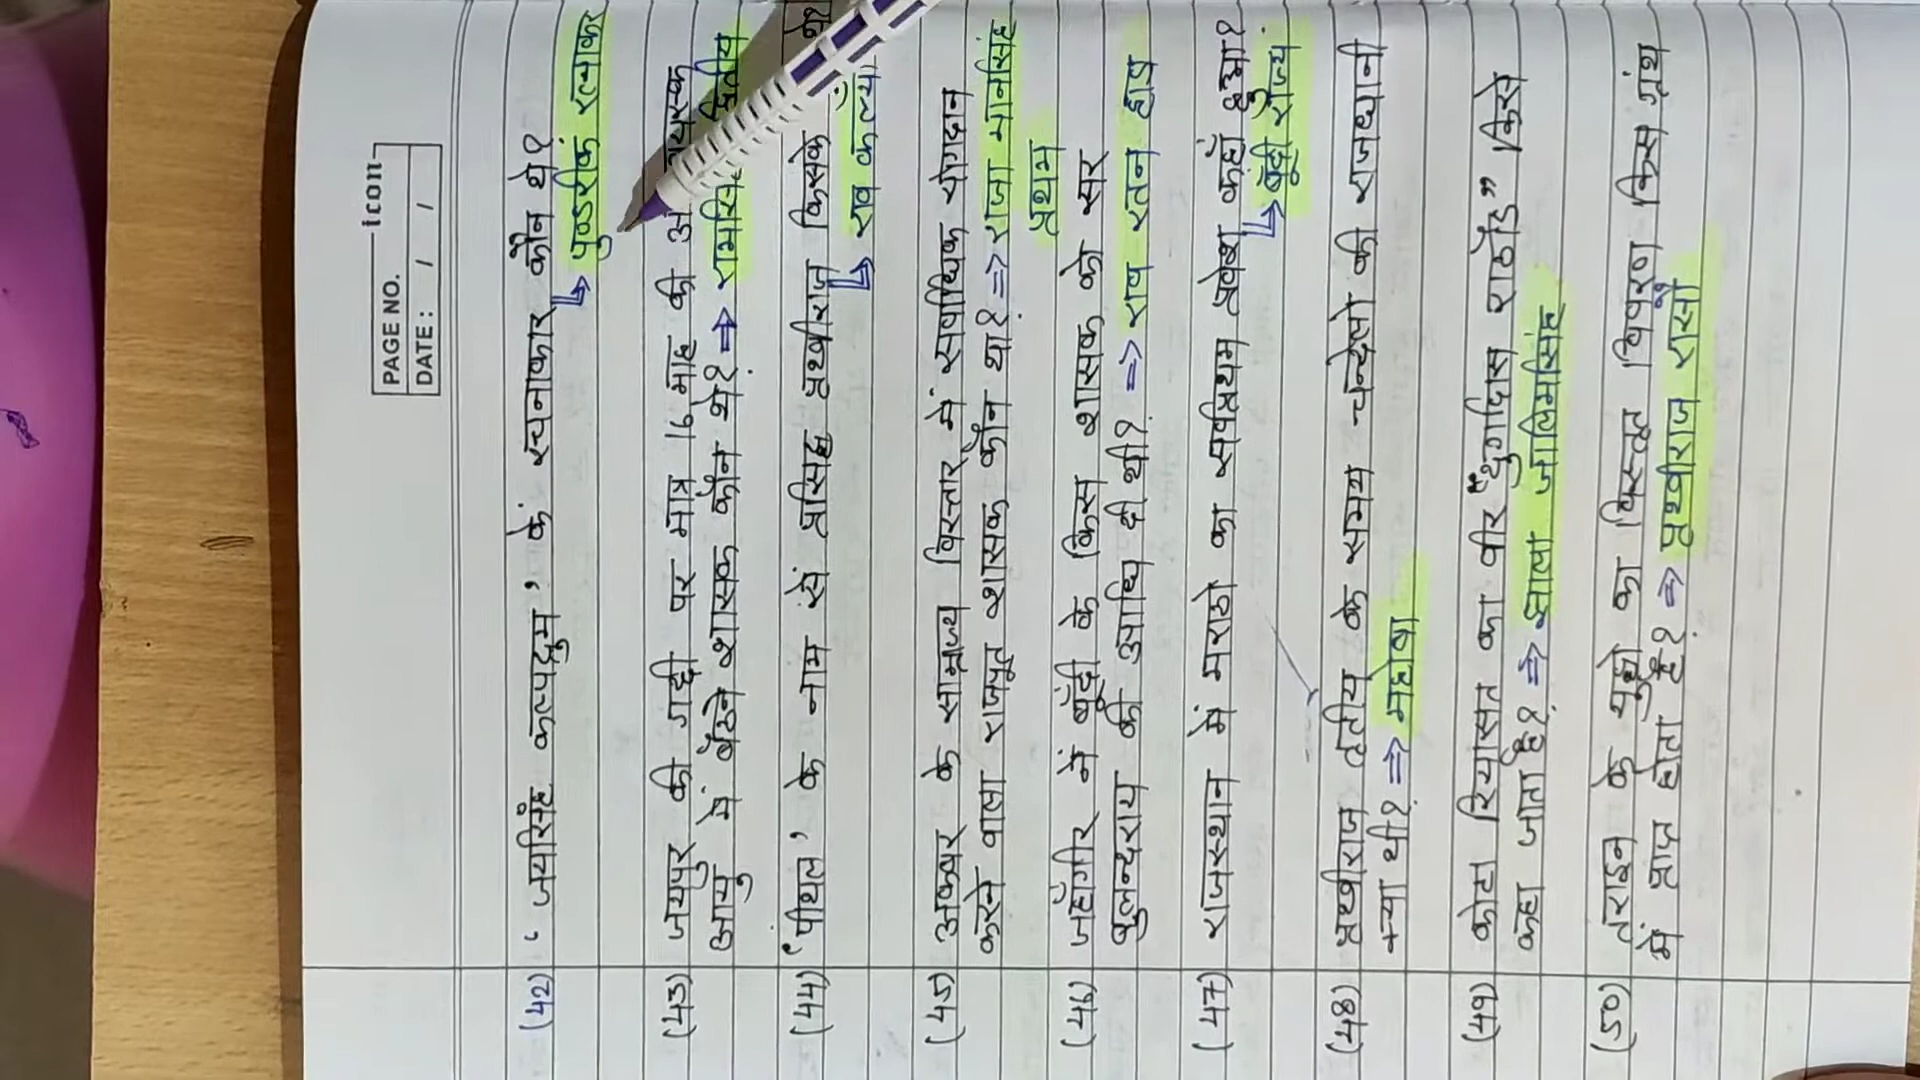 icon
PAGE NO.
DATE: / /
(42) ‘जयसिंह कल्पद्रुम’ के रचनाकार कौन थे?
↳ पुण्डरीक रत्नाकर
(43) जयपुर की गद्दी पर मात्र 16 माह की
आयु में बैठने शासक कौन थे? ⇒
(44) “पीथल’ के नाम से प्रसिद्ध पृथ्वीराज किसके
↳ राव
(45) अकबर के साम्राज्य विस्तार में सर्वाधिक योगदान
करने वाला राजपूत शासक कौन था? ⇒ राजा मानसिंह
प्रथम
(46) जहाँगीर ने बूंदी के किस शासक को सर
बुलन्दराय की उपाधि दी थी? ⇒ राव रतन हाड़
(47) राजस्थान में मराठो का सर्वप्रथम प्रवेश कहाँ हुआ?
↳ बूंदी राज्य
(48) पृथ्वीराज तृतीय के समय चन्देलो की राजधानी
क्या थी? ⇒ महोबा
(49) कोटा रियासत का वीर “दुर्गादास राठौड़” किसे
कहा जाता है? ⇒ झाला जालिमसिंह
(50) तराइन के युद्धो का विस्तृत विवरण किस ग्रंथ
में प्राप्त होता है? ⇒ पृथ्वीराज रासो